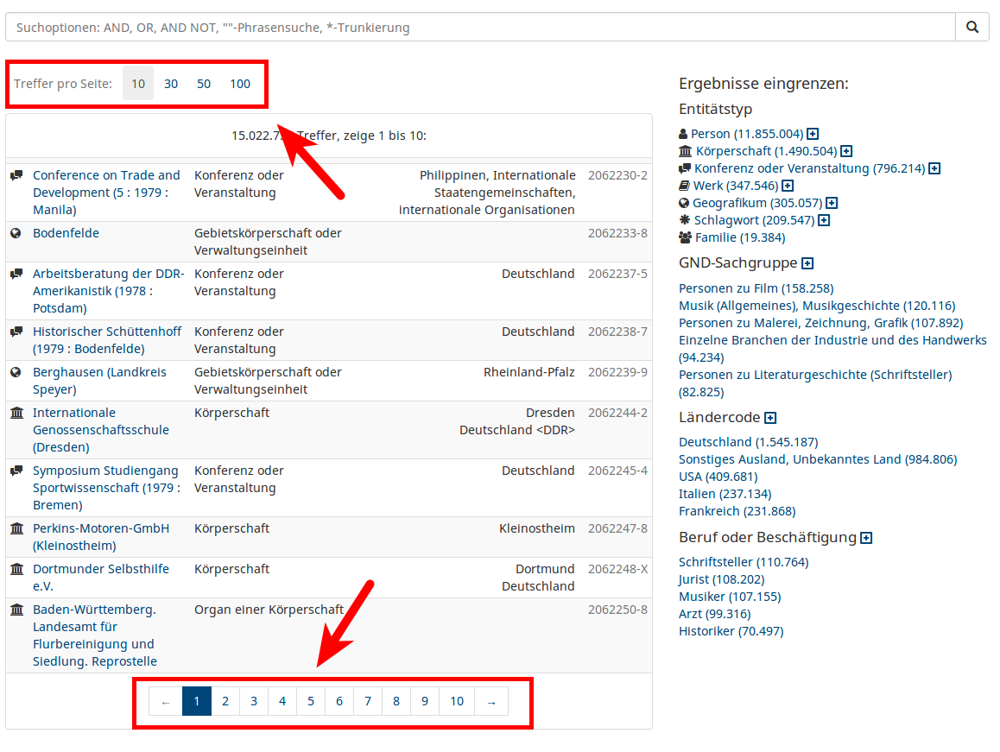 Suchoptionen: AND, OR, AND NOT, ""-Phrasensuche, *-Trunkierung
Treffer pro Seite: 10 30 50 100
Treffer, zeige 1 bis 10:
Conference on Trade and Development (5 : 1979 : Manila) Konferenz oder Veranstaltung Philippinen, Internationale Staatengemeinschaften, internationale Organisationen 2062230-2
Bodenfelde Gebietskörperschaft oder Verwaltungseinheit 2062233-8
Arbeitsberatung der DDR-Amerikanistik (1978 : Potsdam) Konferenz oder Veranstaltung Deutschland 2062237-5
Historischer Schüttenhoff (1979 : Bodenfelde) Konferenz oder Veranstaltung Deutschland 2062238-7
Berghausen (Landkreis Speyer) Gebietskörperschaft oder Verwaltungseinheit Rheinland-Pfalz 2062239-9
Internationale Genossenschaftsschule (Dresden) Körperschaft Dresden Deutschland <DDR> 2062244-2
Symposium Studiengang Sportwissenschaft (1979 : Bremen) Konferenz oder Veranstaltung Deutschland 2062245-4
Perkins-Motoren-GmbH (Kleinostheim) Körperschaft Kleinostheim 2062247-8
Dortmunder Selbsthilfe e.V. Körperschaft Dortmund Deutschland 2062248-X
Baden-Württemberg. Landesamt für Flurbereinigung und Siedlung. Reprostelle Organ einer Körperschaft 2062250-8
← 1 2 3 4 5 6 7 8 9 10 →
Ergebnisse eingrenzen:
Entitätstyp
Person (11.855.004)
Körperschaft (1.490.504)
Konferenz oder Veranstaltung (796.214)
Werk (347.546)
Geografikum (305.057)
Schlagwort (209.547)
Familie (19.384)
GND-Sachgruppe
Personen zu Film (158.258)
Musik (Allgemeines), Musikgeschichte (120.116)
Personen zu Malerei, Zeichnung, Grafik (107.892)
Einzelne Branchen der Industrie und des Handwerks
(94.234)
Personen zu Literaturgeschichte (Schriftsteller)
(82.825)
Ländercode
Deutschland (1.545.187)
Sonstiges Ausland, Unbekanntes Land (984.806)
USA (409.681)
Italien (237.134)
Frankreich (231.868)
Beruf oder Beschäftigung
Schriftsteller (110.764)
Jurist (108.202)
Musiker (107.155)
Arzt (99.316)
Historiker (70.497)